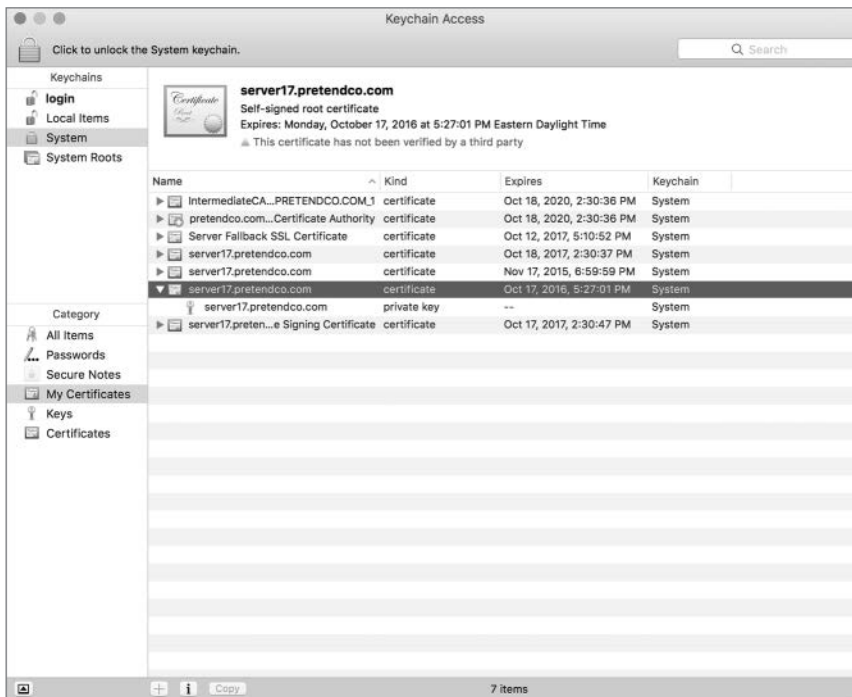 Keychain Access
Click to unlock the System keychain.
Search
Keychains
login
Local Items
System
System Roots
Certificate
Root
server17.pretendco.com
Self-signed root certificate
Expires: Monday, October 17, 2016 at 5:27:01 PM Eastern Daylight Time
This certificate has not been verified by a third party
Name Kind Expires Keychain
IntermediateCA...PRETENDCO.COM_1 certificate Oct 18, 2020, 2:30:36 PM System
pretendco.com...Certificate Authority certificate Oct 18, 2020, 2:30:36 PM System
Server Fallback SSL Certificate certificate Oct 12, 2017, 5:10:52 PM System
server17.pretendco.com certificate Oct 18, 2017, 2:30:37 PM System
server17.pretendco.com certificate Nov 17, 2015, 6:59:59 PM System
server17.pretendco.com certificate Oct 17, 2016, 5:27:01 PM System
server17.pretendco.com private key -- System
server17.preten...e Signing Certificate certificate Oct 17, 2017, 2:30:47 PM System
Category
All Items
Passwords
Secure Notes
My Certificates
Keys
Certificates
Copy
7 items